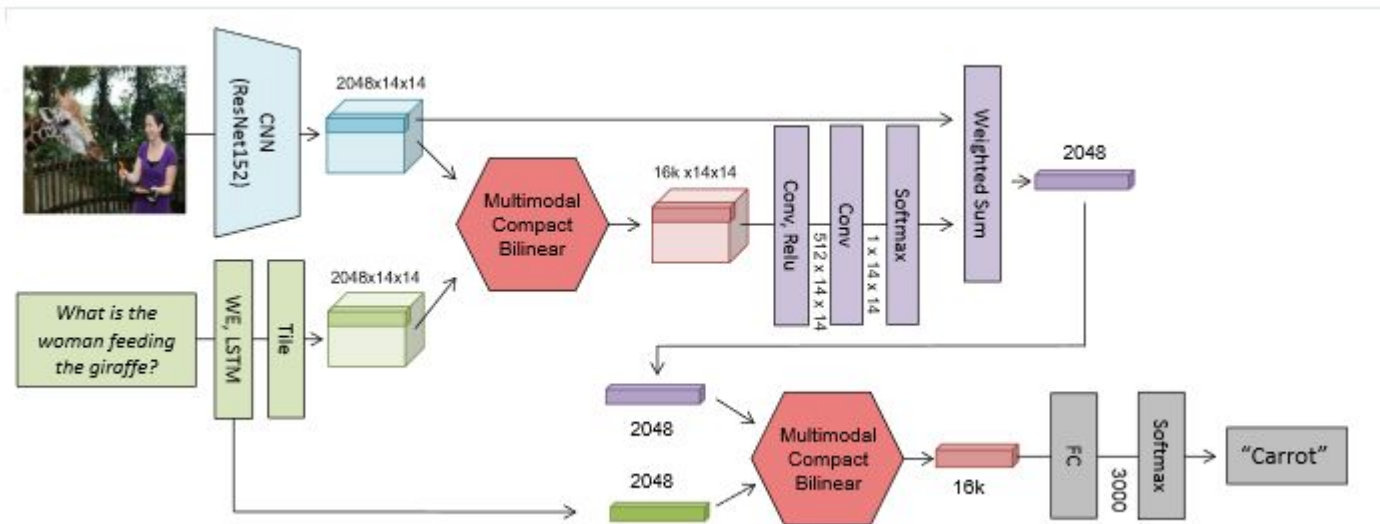 2048x14x14
CNN
(ResNet152)
16k x14x14
Multimodal
Compact
Bilinear
Conv, Relu
512 x 14 x 14
Conv
1 x 14 x 14
Softmax
Weighted Sum
2048
What is the
woman feeding
the giraffe?
WE, LSTM
Tile
2048x14x14
2048
2048
Multimodal
Compact
Bilinear
16k
FC
3000
Softmax
“Carrot”